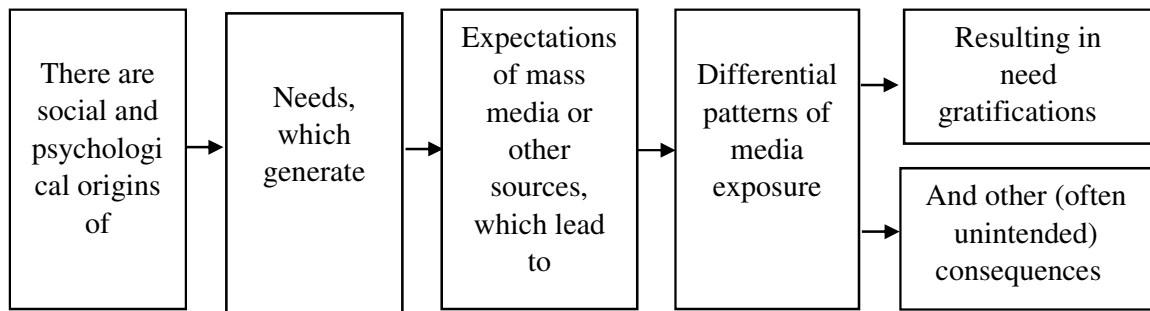 There are
social and
psychologi
cal origins
of
Needs,
which
generate
Expectations
of mass
media or
other
sources,
which lead
to
Differential
patterns of
media
exposure
Resulting in
need
gratifications
And other (often
unintended)
consequences